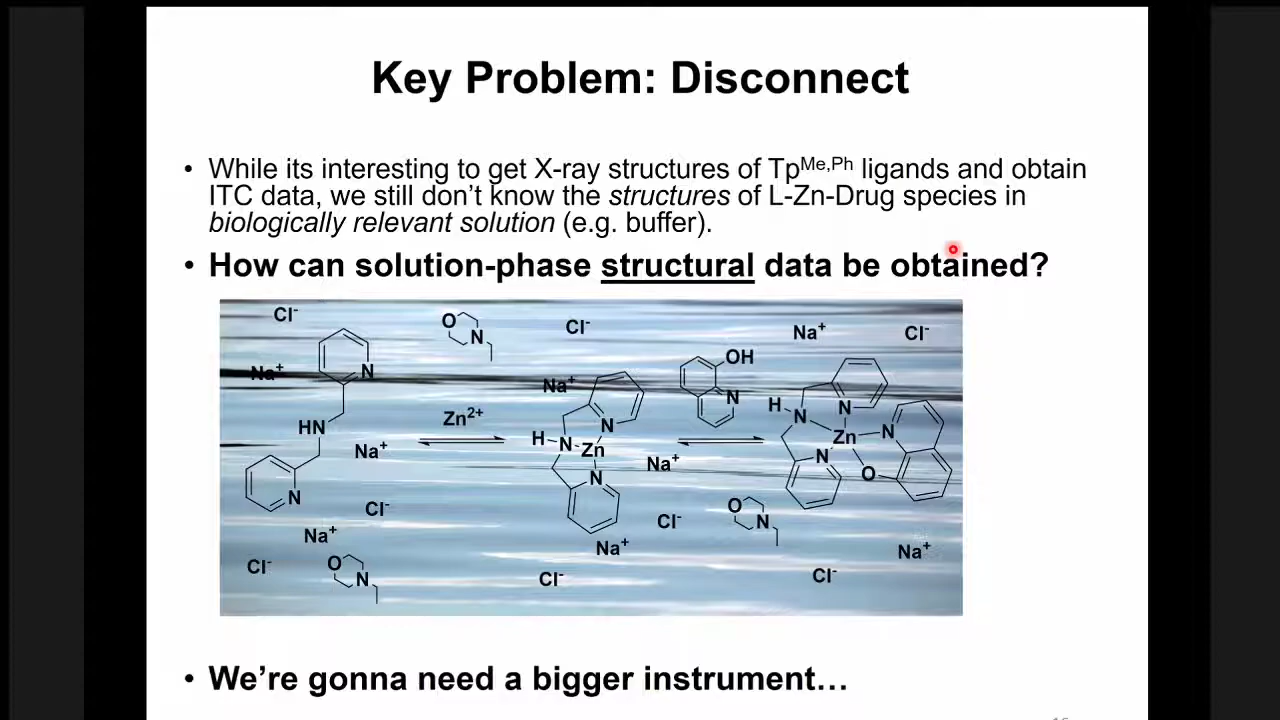 Key Problem: Disconnect
• While its interesting to get X-ray structures of Tp^Me,Ph ligands and obtain
ITC data, we still don't know the structures of L-Zn-Drug species in
biologically relevant solution (e.g. buffer).
• How can solution-phase structural data be obtained?
Cl⁻
O
N
Cl⁻
Na⁺
Cl⁻
Na⁺
N
HN
N
Na⁺
Zn²⁺
Na⁺
N
H
N
Zn
N
OH
N
Na⁺
H
N
N
Zn
N
N
O
Cl⁻
Na⁺
Cl⁻
O
N
Cl⁻
Na⁺
Cl⁻
O
N
Na⁺
Cl⁻
• We're gonna need a bigger instrument…